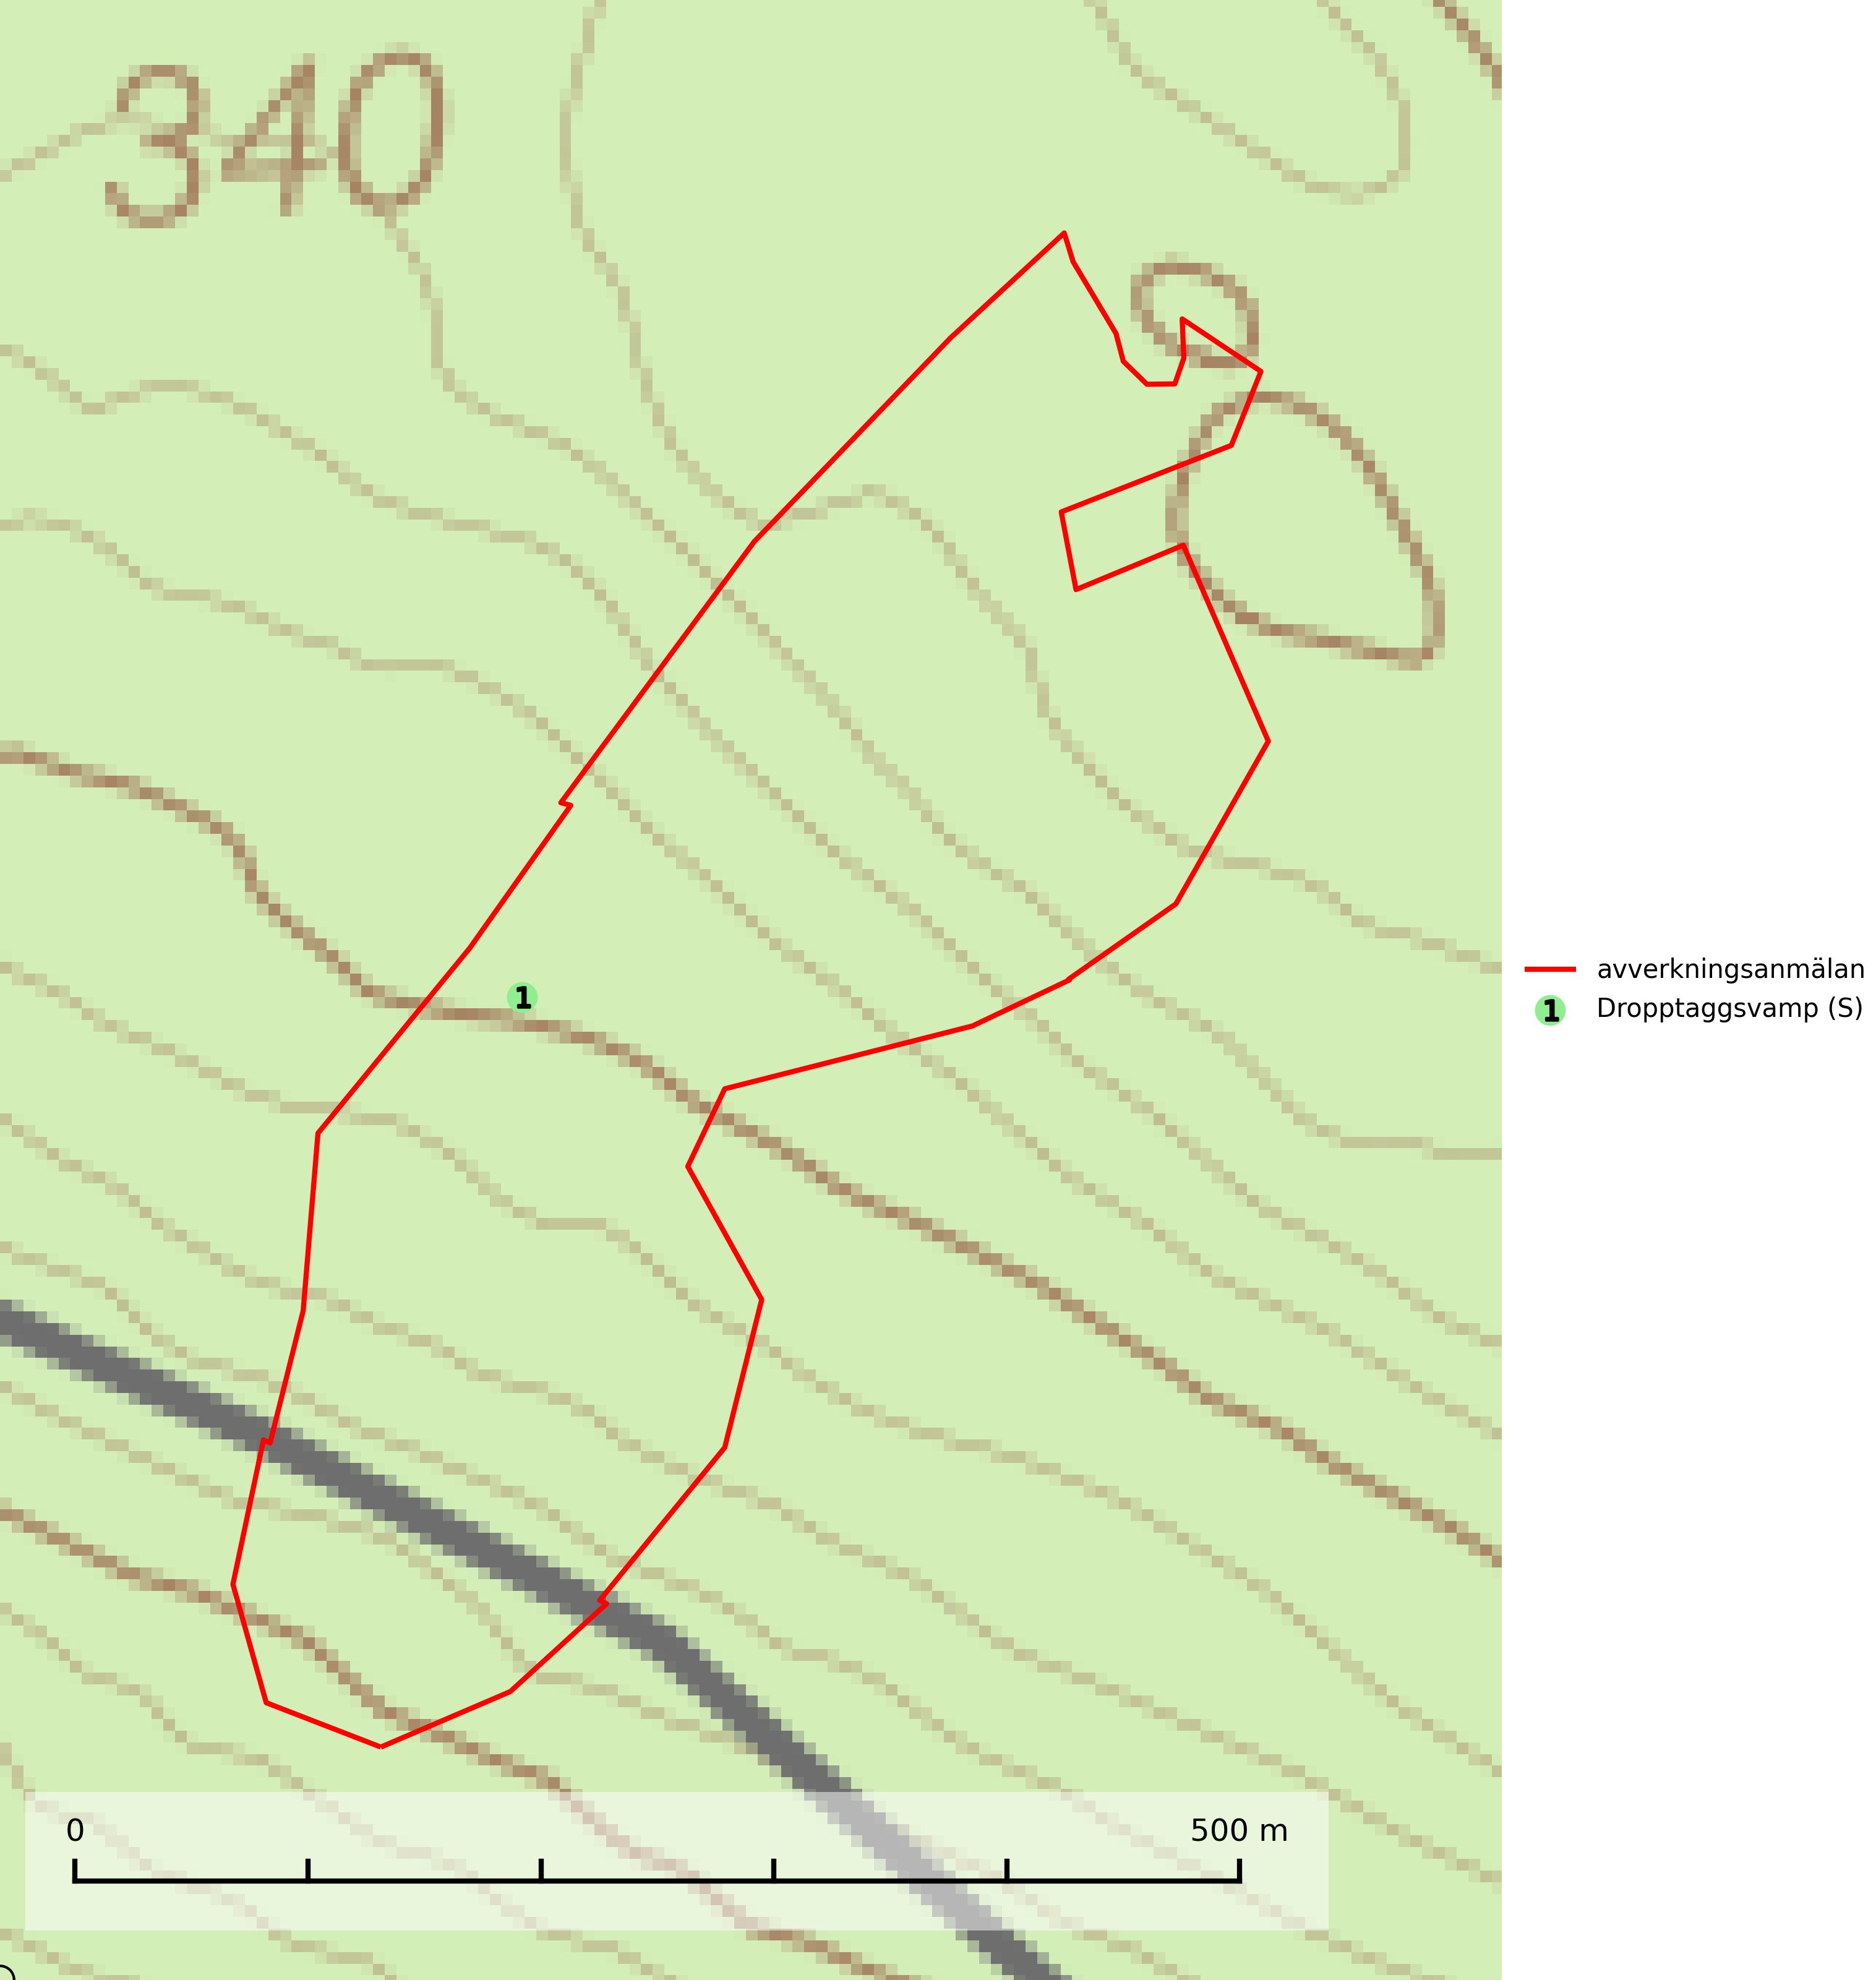 340
1
avverkningsanmälan
1 Dropptaggsvamp (S)
0 500 m